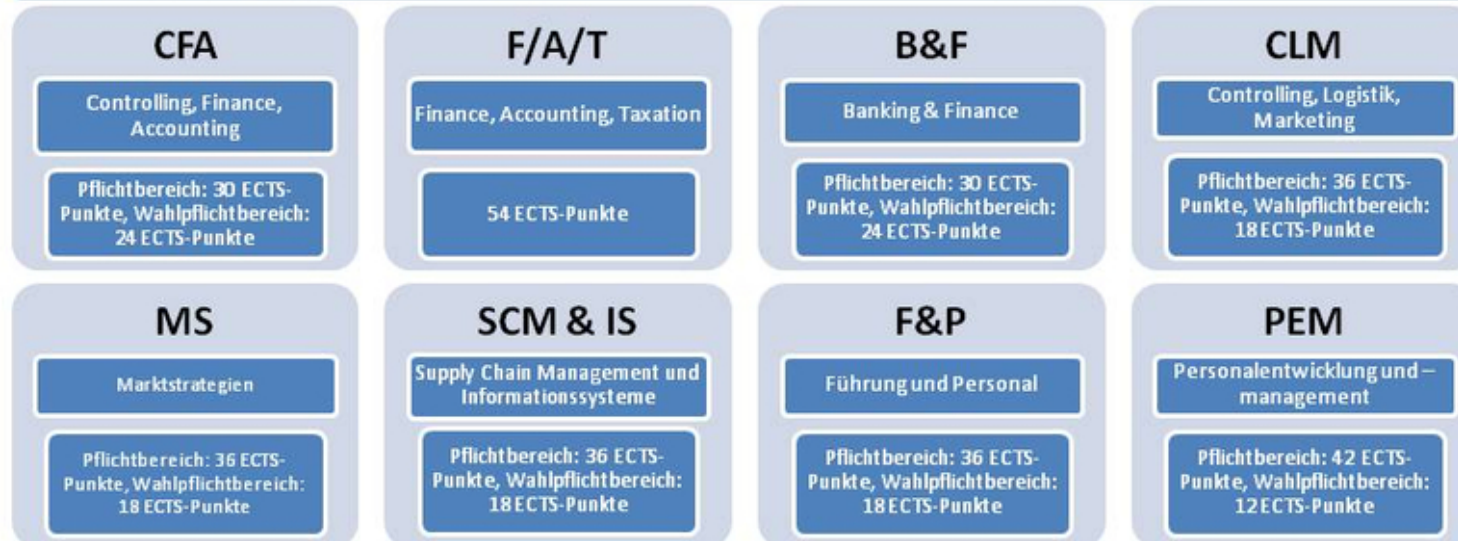 CFA
Controlling, Finance,
Accounting
Pflichtbereich: 30 ECTS-
Punkte, Wahlpflichtbereich:
24 ECTS-Punkte
F/A/T
Finance, Accounting, Taxation
54 ECTS-Punkte
B&F
Banking & Finance
Pflichtbereich: 30 ECTS-
Punkte, Wahlpflichtbereich:
24 ECTS-Punkte
CLM
Controlling, Logistik,
Marketing
Pflichtbereich: 36 ECTS-
Punkte, Wahlpflichtbereich:
18 ECTS-Punkte
MS
Marktstrategien
Pflichtbereich: 36 ECTS-
Punkte, Wahlpflichtbereich:
18 ECTS-Punkte
SCM & IS
Supply Chain Management und
Informationssysteme
Pflichtbereich: 36 ECTS-
Punkte, Wahlpflichtbereich:
18 ECTS-Punkte
F&P
Führung und Personal
Pflichtbereich: 36 ECTS-
Punkte, Wahlpflichtbereich:
18 ECTS-Punkte
PEM
Personalentwicklung und –
management
Pflichtbereich: 42 ECTS-
Punkte, Wahlpflichtbereich:
12 ECTS-Punkte